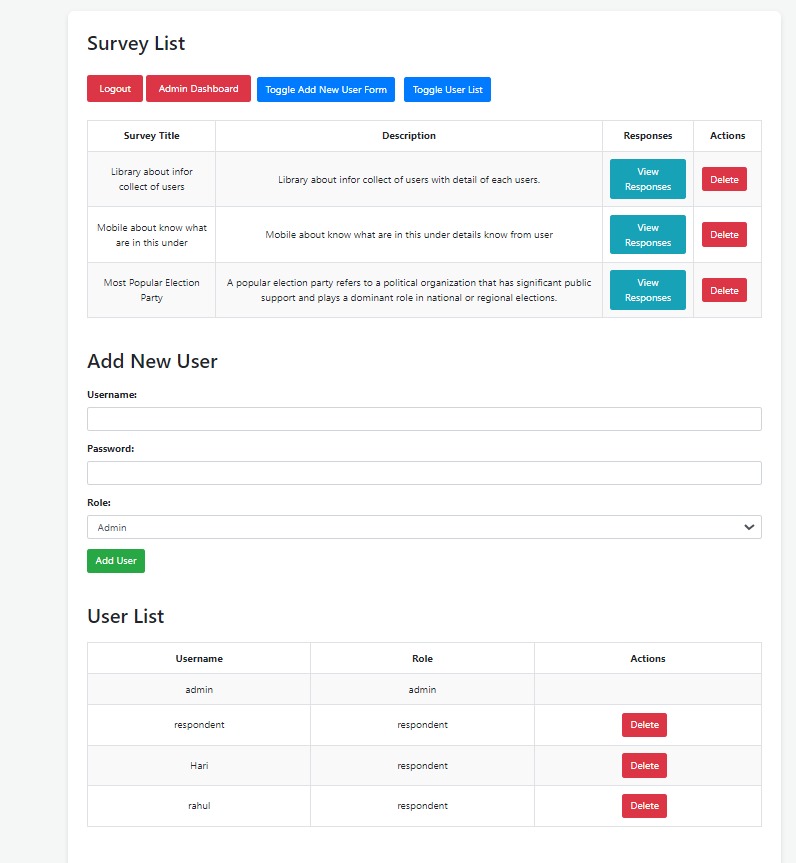 Survey List
Logout Admin Dashboard Toggle Add New User Form Toggle User List
Survey Title Description Responses Actions
Library about infor
collect of users
Library about infor collect of users with detail of each users.
View
Responses
Delete
Mobile about know what
are in this under
Mobile about know what are in this under details know from user
View
Responses
Delete
Most Popular Election
Party
A popular election party refers to a political organization that has significant public
support and plays a dominant role in national or regional elections.
View
Responses
Delete
Add New User
Username:
Password:
Role:
Admin
Add User
User List
Username Role Actions
admin admin
respondent respondent Delete
Hari respondent Delete
rahul respondent Delete